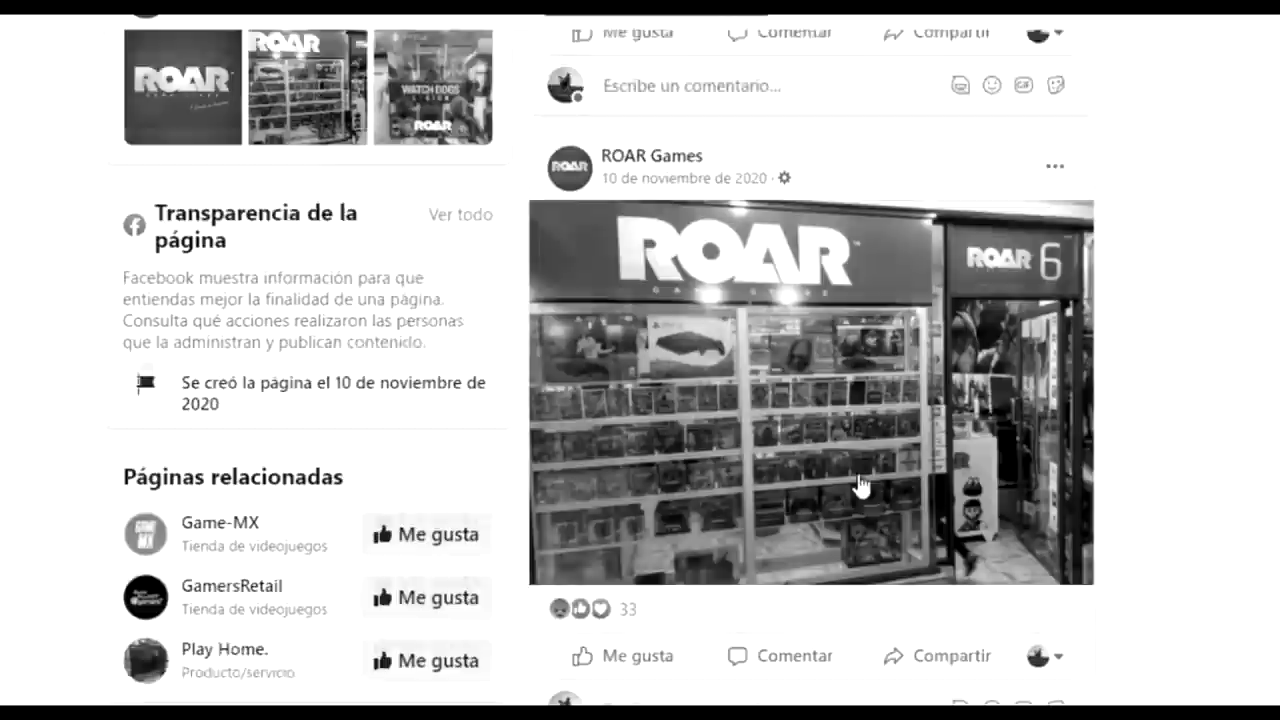 ROAR
ROAR
WATCH DOGS
LEGION
ROAR
Transparencia de la
página
Ver todo
Facebook muestra información para que
entiendas mejor la finalidad de una página.
Consulta qué acciones realizaron las personas
que la administran y publican contenido.
Se creó la página el 10 de noviembre de
2020
Páginas relacionadas
Game-MX
Tienda de videojuegos
Me gusta
GamersRetail
Tienda de videojuegos
Me gusta
Play Home.
Producto/servicio
Me gusta
Me gusta
Comentar
Compartir
Escribe un comentario...
GIF
ROAR
ROAR Games
10 de noviembre de 2020
ROAR
ROAR 6
33
Me gusta
Comentar
Compartir